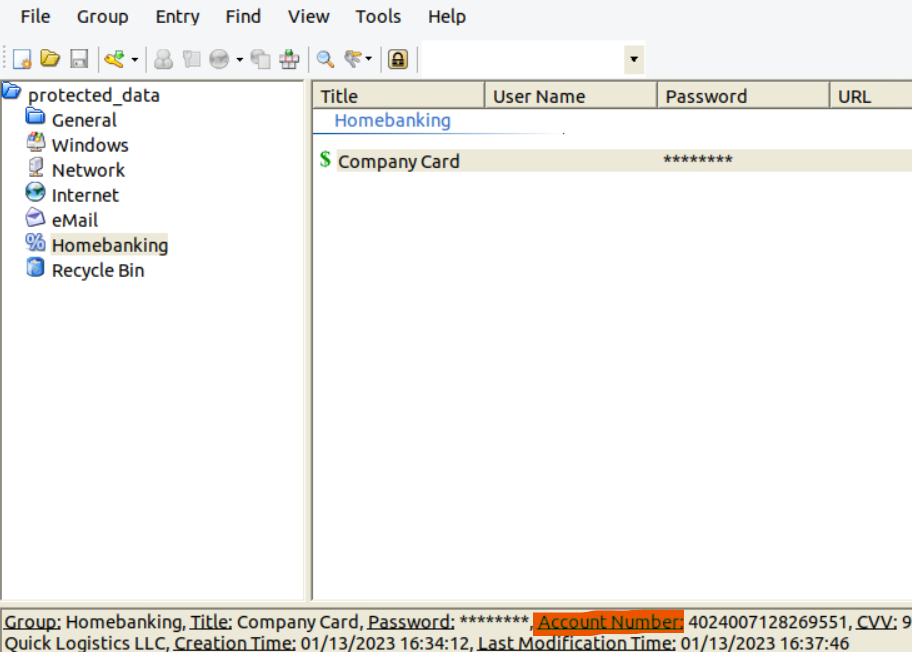 File Group Entry Find View Tools Help
protected_data
General
Windows
Network
Internet
eMail
Homebanking
Recycle Bin
Title User Name Password URL
Homebanking
$ Company Card ********
Group: Homebanking, Title: Company Card, Password: ********, Account Number: 4024007128269551, CVV: 9
Quick Logistics LLC, Creation Time: 01/13/2023 16:34:12, Last Modification Time: 01/13/2023 16:37:46